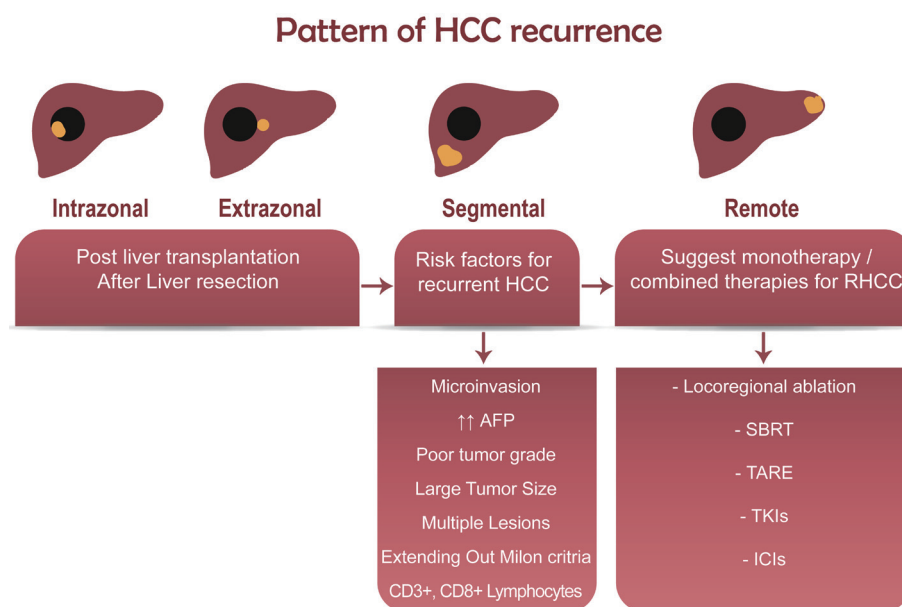 Pattern of HCC recurrence
Intrazonal
Extrazonal
Segmental
Remote
Post liver transplantation
After Liver resection
Risk factors for
recurrent HCC
Suggest monotherapy /
combined therapies for RHCC
Microinvasion
↑↑ AFP
Poor tumor grade
Large Tumor Size
Multiple Lesions
Extending Out Milon critria
CD3+, CD8+ Lymphocytes
- Locoregional ablation
- SBRT
- TARE
- TKIs
- ICIs